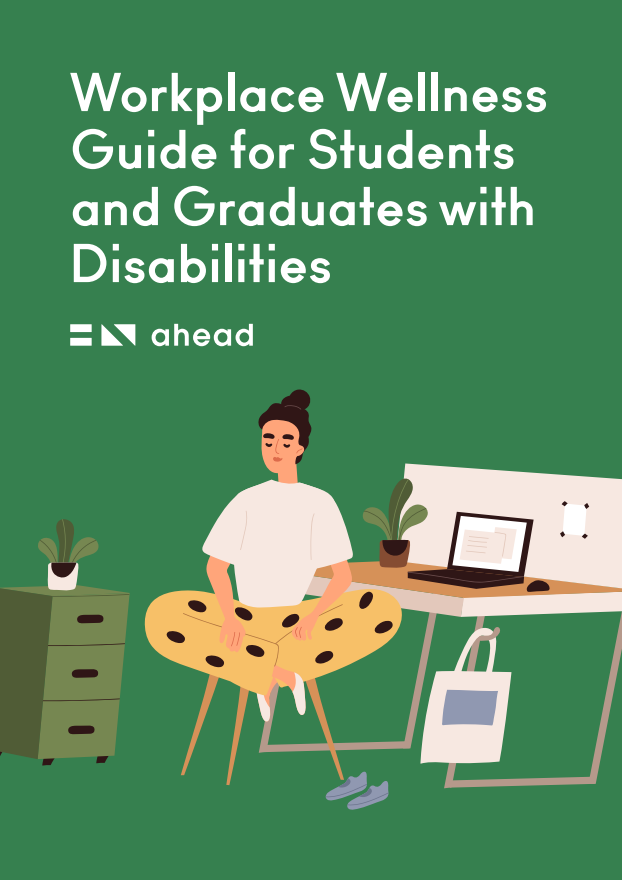 Workplace Wellness
Guide for Students
and Graduates with
Disabilities
ahead